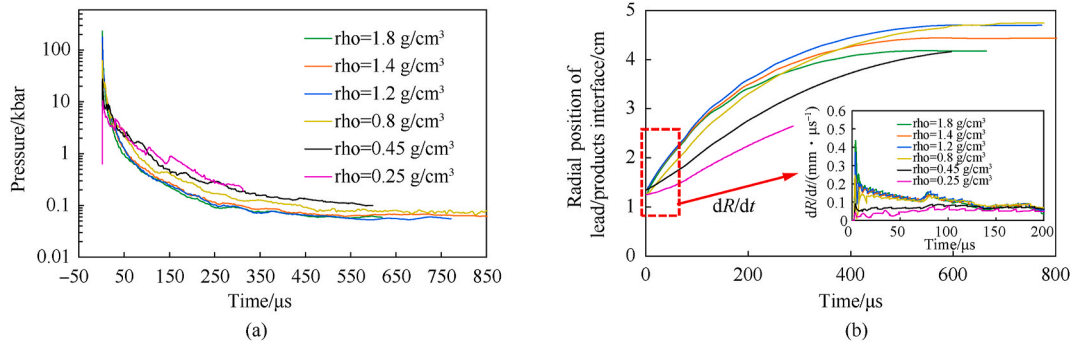 100
10
1
0.1
0.01
Pressure/kbar
rho=1.8 g/cm³
rho=1.4 g/cm³
rho=1.2 g/cm³
rho=0.8 g/cm³
rho=0.45 g/cm³
rho=0.25 g/cm³
−50 50 150 250 350 450 550 650 750 850
Time/μs
(a)
5
4
3
2
1
0
Radial position of
lead/products interface/cm
dR/dt
0 200 400 600 800
Time/μs
0.6
0.5
0.4
0.3
0.2
0.1
0
dR/dt/(mm · μs⁻¹)
rho=1.8 g/cm³
rho=1.4 g/cm³
rho=1.2 g/cm³
rho=0.8 g/cm³
rho=0.45 g/cm³
rho=0.25 g/cm³
0 50 100 150 200
Time/μs
(b)